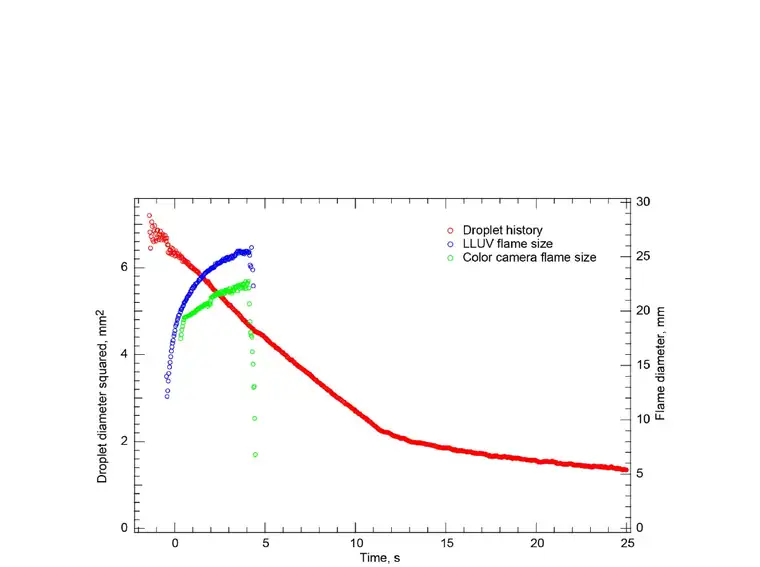 30
Droplet history
LLUV flame size
Color camera flame size
6
25
20
4
15
10
2
5
0
0
Droplet diameter squared, mm2
Flame diameter, mm
0 5 10 15 20 25
Time, s